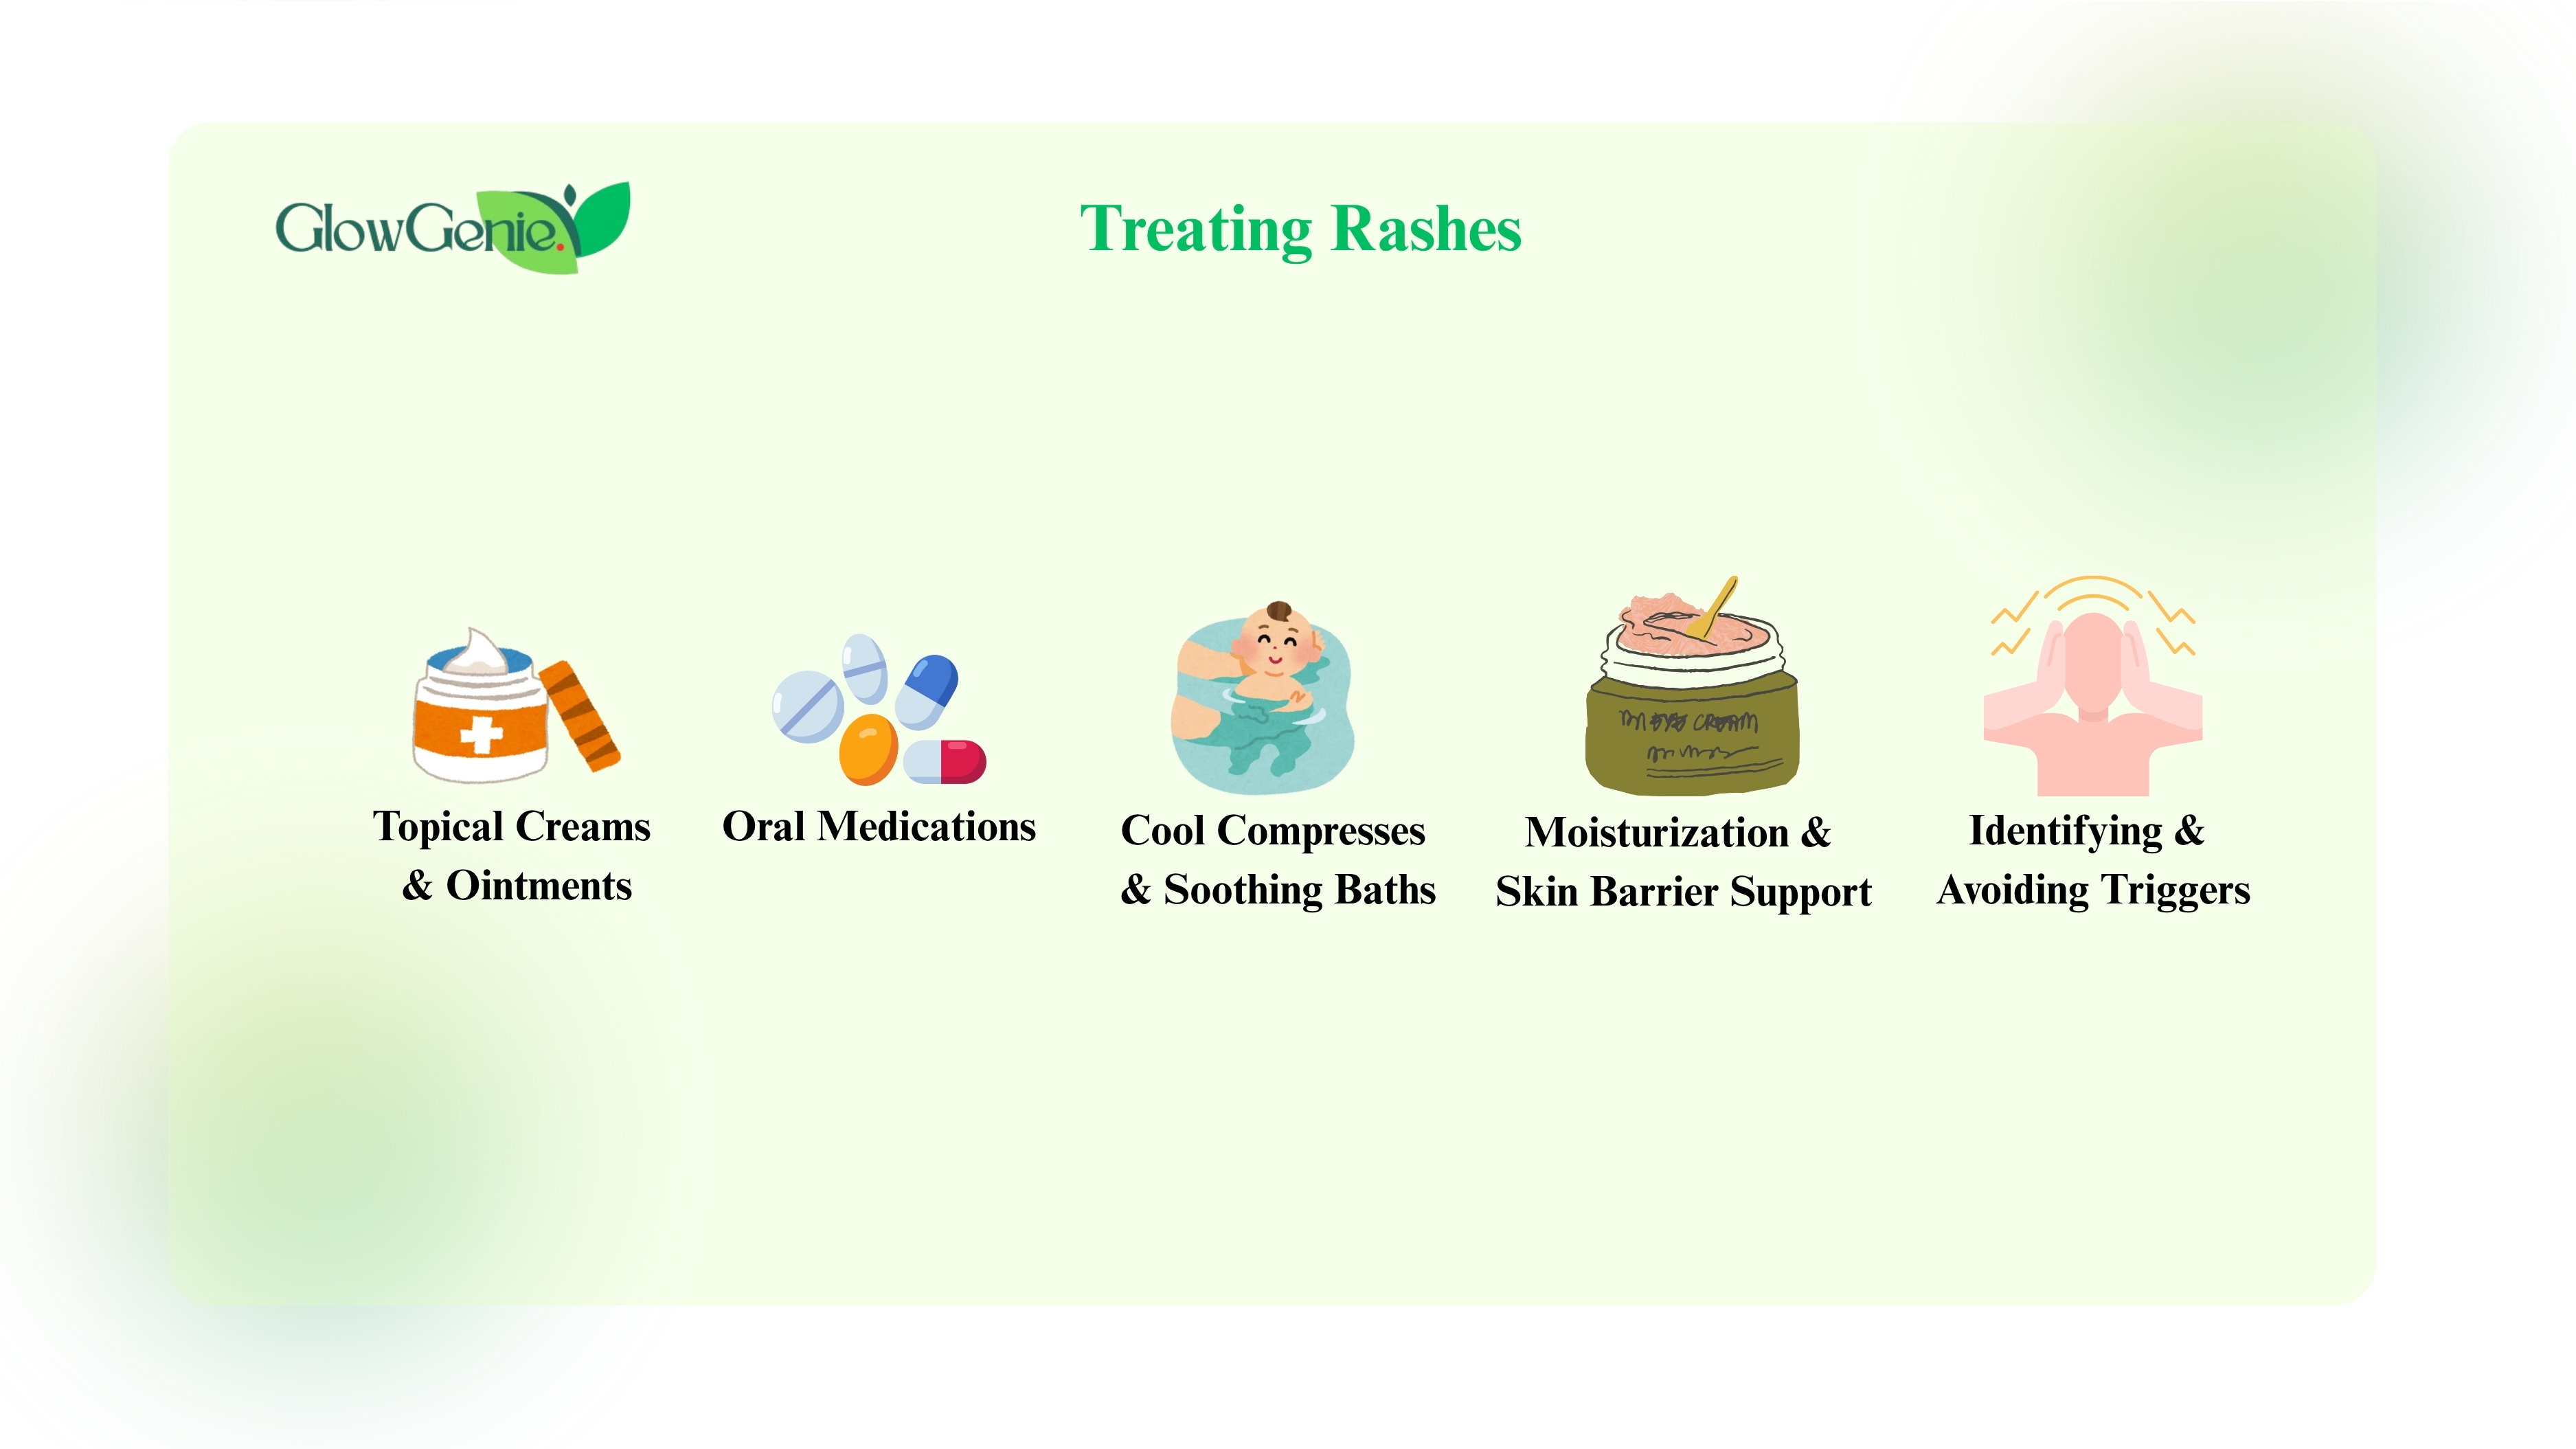 GlowGenie.
Treating Rashes
Topical Creams
& Ointments
Oral Medications
Cool Compresses
& Soothing Baths
CREAM
Moisturization &
Skin Barrier Support
Identifying &
Avoiding Triggers